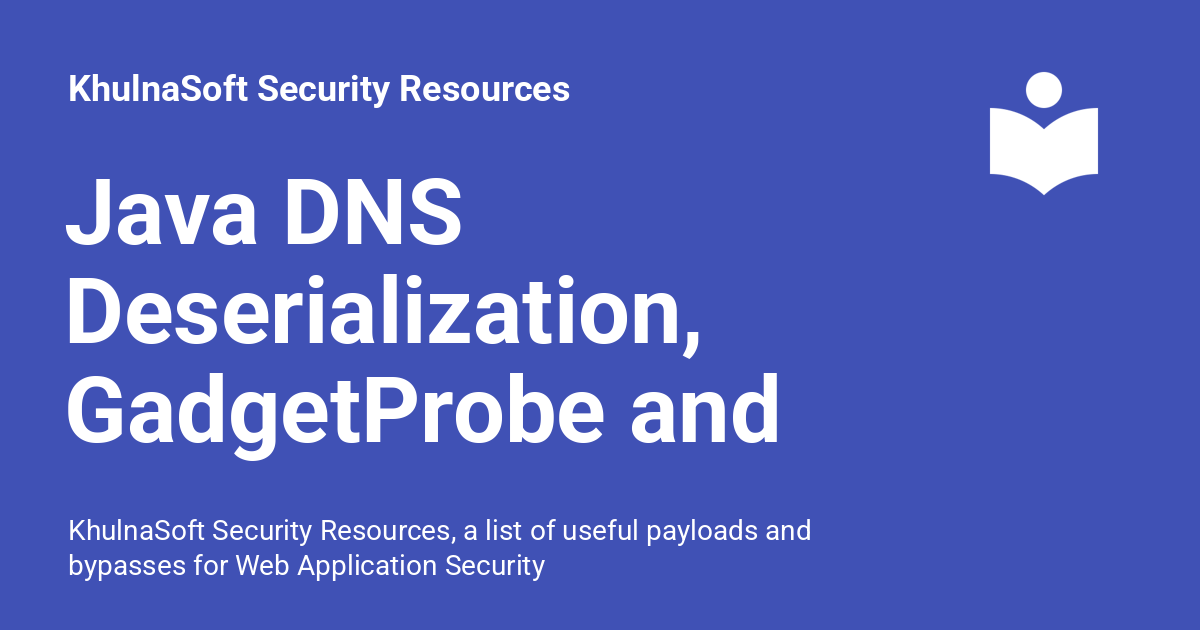 KhulnaSoft Security Resources
Java DNS
Deserialization,
GadgetProbe and
KhulnaSoft Security Resources, a list of useful payloads and
bypasses for Web Application Security